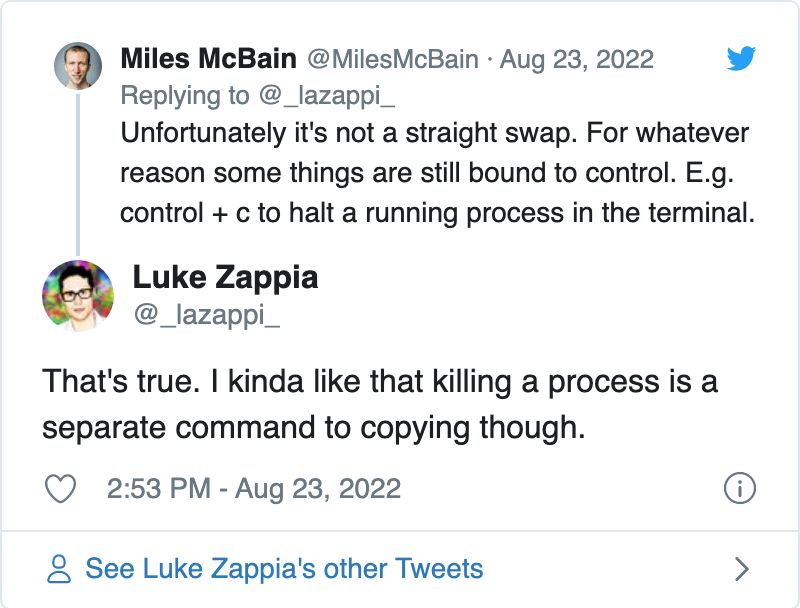 Miles McBain @MilesMcBain · Aug 23, 2022
Replying to @_lazappi_
Unfortunately it's not a straight swap. For whatever
reason some things are still bound to control. E.g.
control + c to halt a running process in the terminal.
Luke Zappia
@_lazappi_
That's true. I kinda like that killing a process is a
separate command to copying though.
2:53 PM - Aug 23, 2022
See Luke Zappia's other Tweets